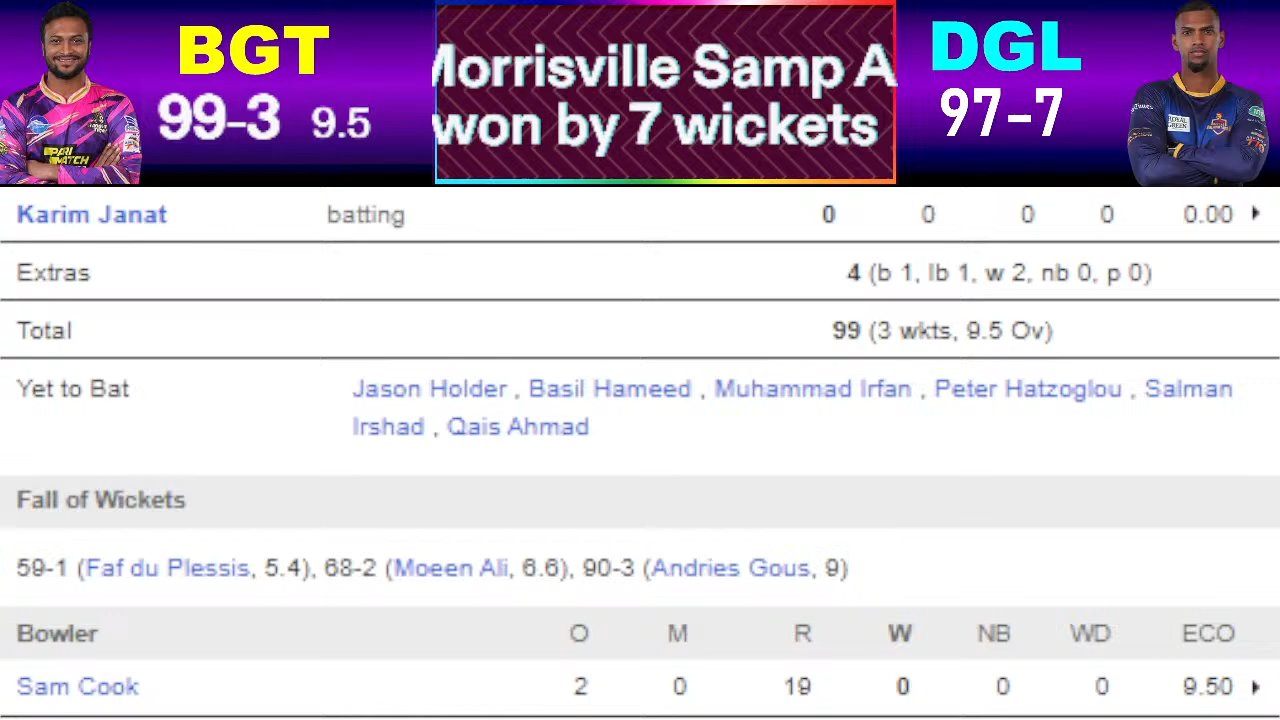 BGT
99-3 9.5
Morrisville Samp A
won by 7 wickets
DGL
97-7
PARI
MATCH
ROYAL
GREEN
Karim Janat batting 0 0 0 0 0.00
Extras 4 (b 1, lb 1, w 2, nb 0, p 0)
Total 99 (3 wkts, 9.5 Ov)
Yet to Bat Jason Holder , Basil Hameed , Muhammad Irfan , Peter Hatzoglou , Salman
Irshad , Qais Ahmad
Fall of Wickets
59-1 (Faf du Plessis, 5.4), 68-2 (Moeen Ali, 6.6), 90-3 (Andries Gous, 9)
Bowler O M R W NB WD ECO
Sam Cook 2 0 19 0 0 0 9.50